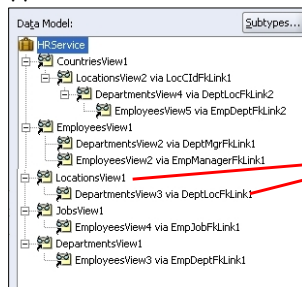 Data Model:
Subtypes...
HRService
CountriesView1
LocationsView2 via LocCIdFkLink1
DepartmentsView4 via DeptLocFkLink2
EmployeesView5 via EmpDeptFkLink2
EmployeesView1
DepartmentsView2 via DeptMgrFkLink1
EmployeesView2 via EmpManagerFkLink1
LocationsView1
DepartmentsView3 via DeptLocFkLink1
JobsView1
EmployeesView4 via EmpJobFkLink1
DepartmentsView1
EmployeesView3 via EmpDeptFkLink1